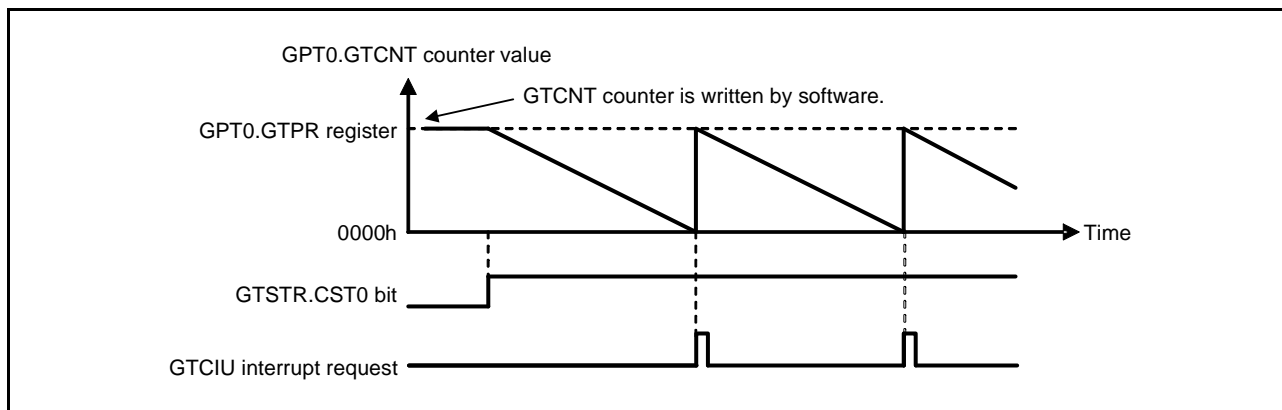 GPT0.GTCNT counter value
GTCNT counter is written by software.
GPT0.GTPR register
0000h
Time
GTSTR.CST0 bit
GTCIU interrupt request